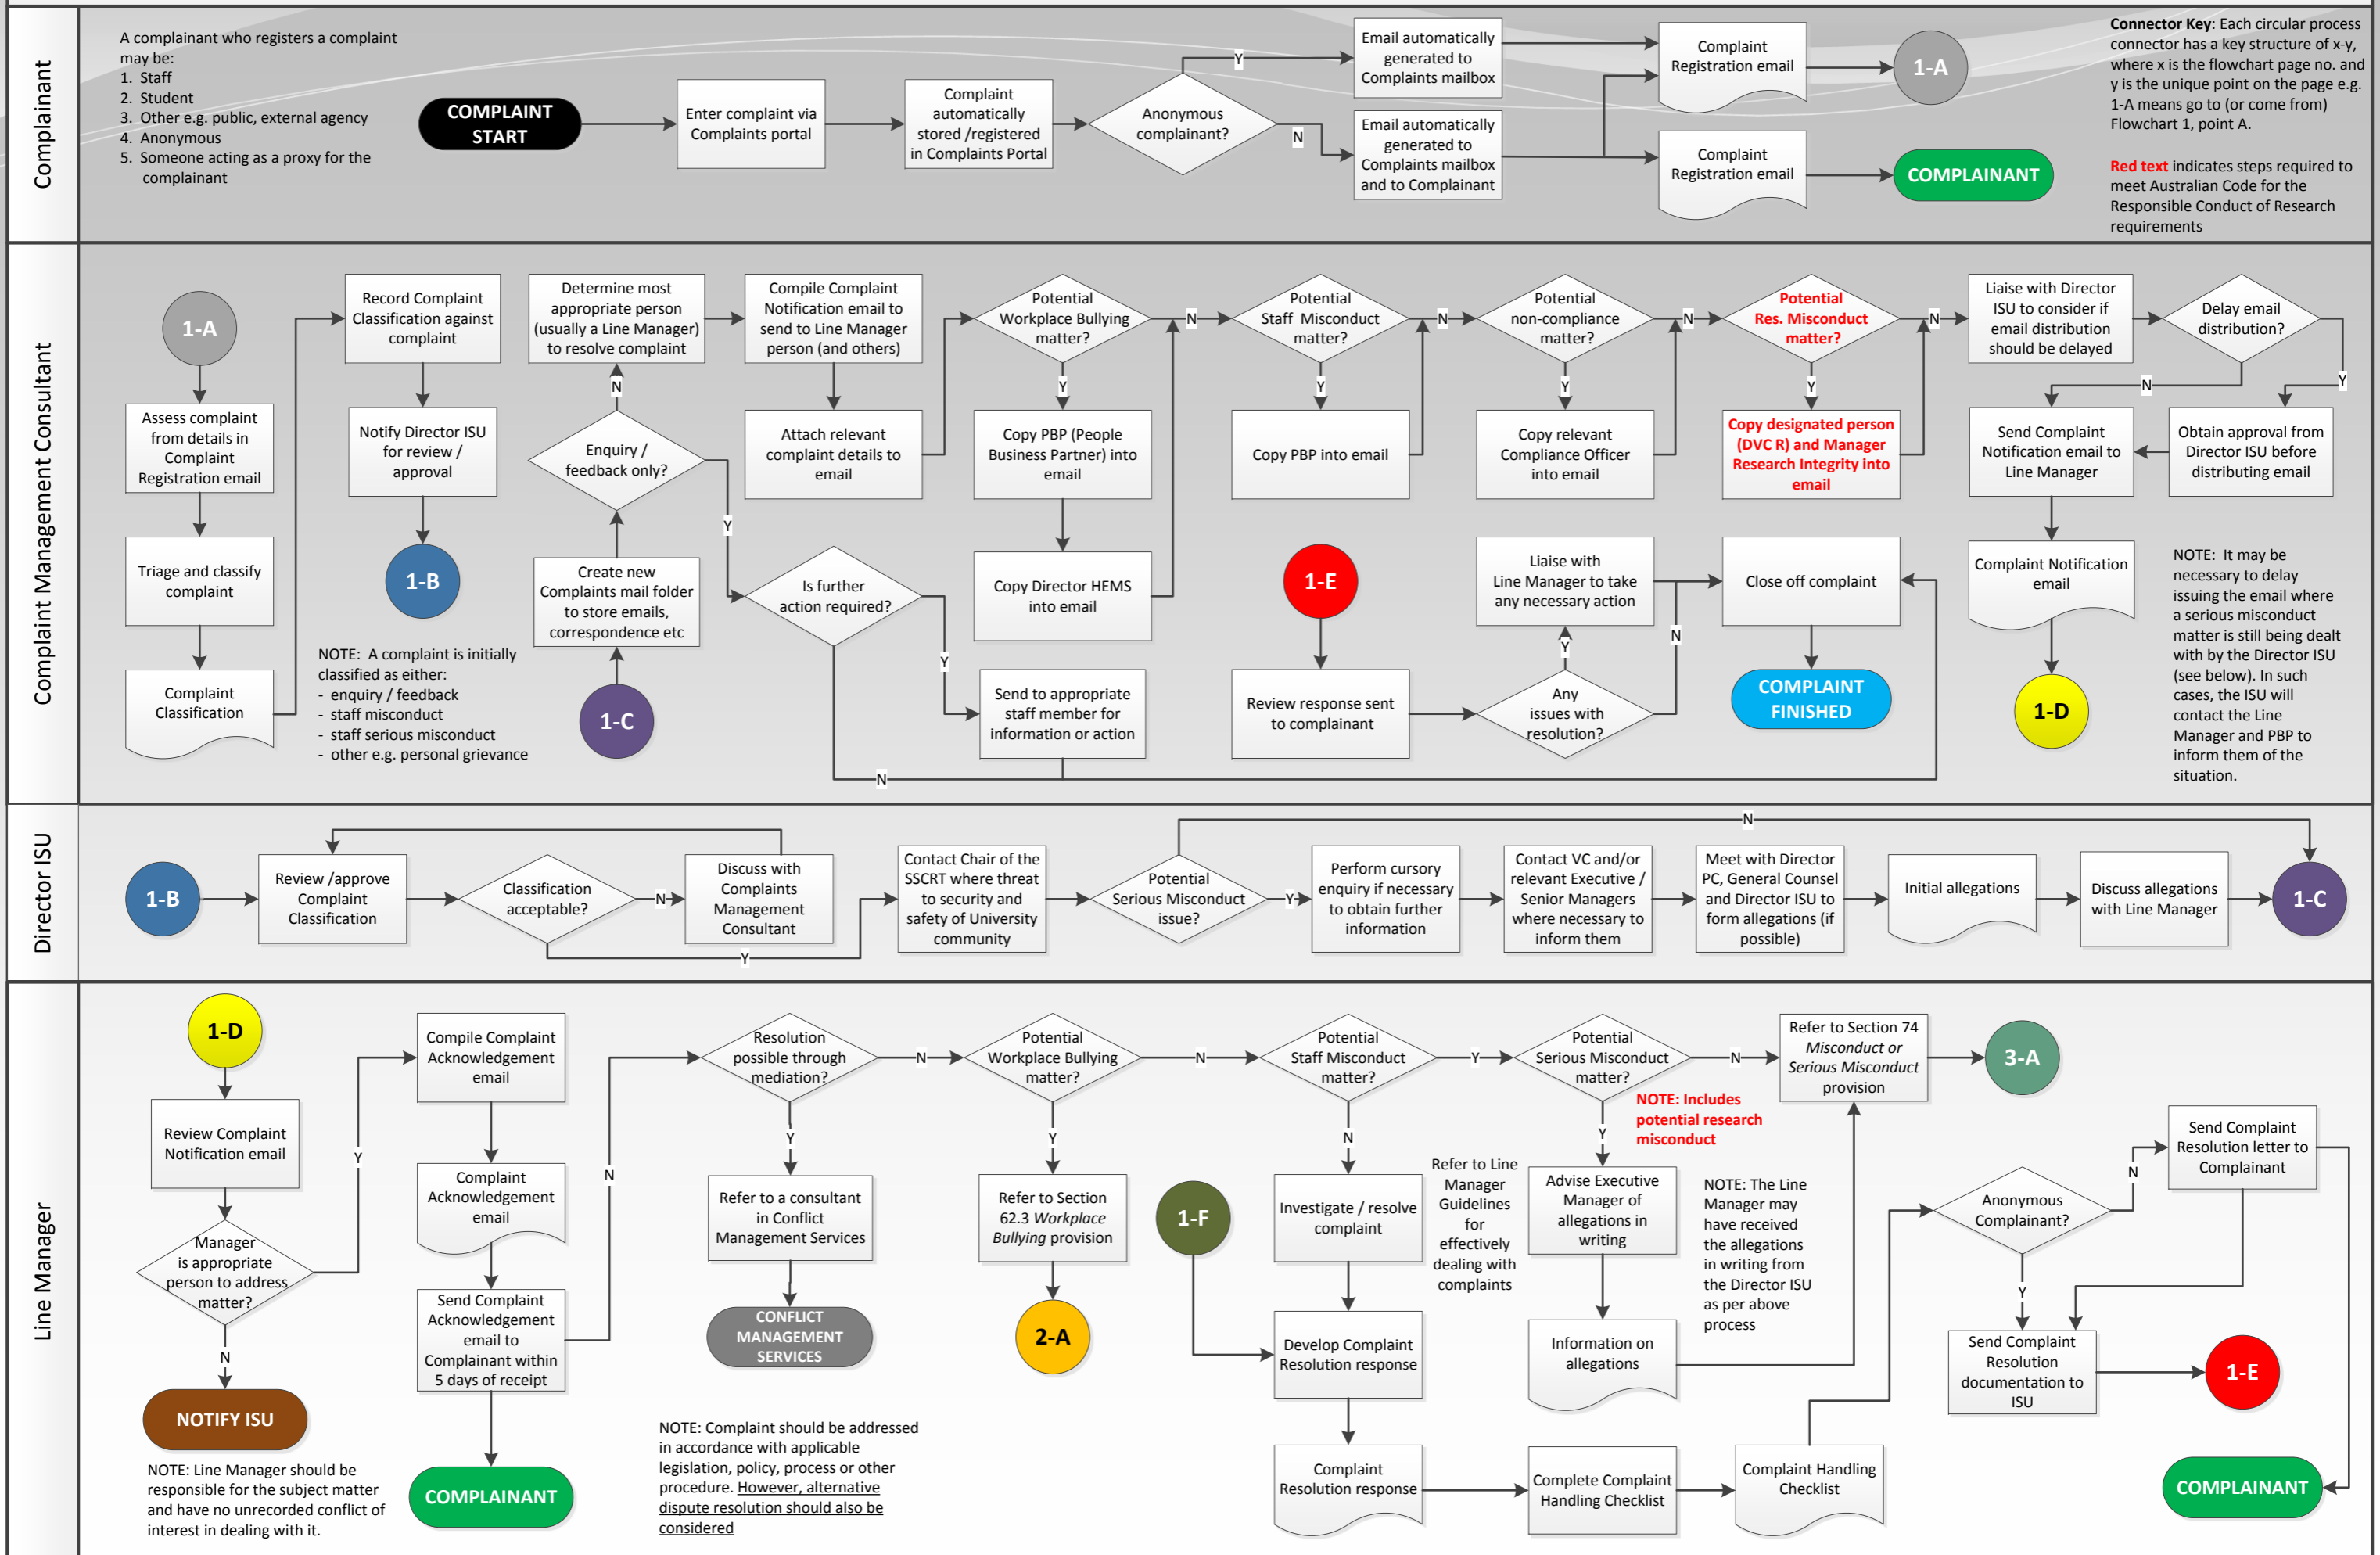 Complainant
A complainant who registers a complaint
may be:
1. Staff
2. Student
3. Other e.g. public, external agency
4. Anonymous
5. Someone acting as a proxy for the
complainant
COMPLAINT
START
Enter complaint via
Complaints portal
Complaint
automatically
stored /registered
in Complaints Portal
Anonymous
complainant?
Y
N
Email automatically
generated to
Complaints mailbox
Email automatically
generated to
Complaints mailbox
and to Complainant
Complaint
Registration email
Complaint
Registration email
1-A
COMPLAINANT
Connector Key: Each circular process
connector has a key structure of x-y,
where x is the flowchart page no. and
y is the unique point on the page e.g.
1-A means go to (or come from)
Flowchart 1, point A.
Red text indicates steps required to
meet Australian Code for the
Responsible Conduct of Research
requirements
Complaint Management Consultant
1-A
Assess complaint
from details in
Complaint
Registration email
Triage and classify
complaint
Complaint
Classification
Record Complaint
Classification against
complaint
Notify Director ISU
for review /
approval
1-B
NOTE: A complaint is initially
classified as either:
- enquiry / feedback
- staff misconduct
- staff serious misconduct
- other e.g. personal grievance
Determine most
appropriate person
(usually a Line Manager)
to resolve complaint
N
Enquiry /
feedback only?
Y
Create new
Complaints mail folder
to store emails,
correspondence etc
1-C
Compile Complaint
Notification email to
send to Line Manager
person (and others)
Attach relevant
complaint details to
email
Is further
action required?
Y
N
Send to appropriate
staff member for
information or action
Potential
Workplace Bullying
matter?
N
Y
Copy PBP (People
Business Partner) into
email
Copy Director HEMS
into email
Potential
Staff Misconduct
matter?
N
Y
Copy PBP into email
1-E
Review response sent
to complainant
Potential
non-compliance
matter?
N
Y
Copy relevant
Compliance Officer
into email
Liaise with
Line Manager to take
any necessary action
Y
N
Any
issues with
resolution?
Potential
Res. Misconduct
matter?
N
Y
Copy designated person
(DVC R) and Manager
Research Integrity into
email
Close off complaint
COMPLAINT
FINISHED
Liaise with Director
ISU to consider if
email distribution
should be delayed
Delay email
distribution?
N
Y
Send Complaint
Notification email to
Line Manager
Obtain approval from
Director ISU before
distributing email
Complaint Notification
email
1-D
NOTE: It may be
necessary to delay
issuing the email where
a serious misconduct
matter is still being dealt
with by the Director ISU
(see below). In such
cases, the ISU will
contact the Line
Manager and PBP to
inform them of the
situation.
Director ISU
1-B
Review /approve
Complaint
Classification
Classification
acceptable?
N
Y
Discuss with
Complaints
Management
Consultant
Contact Chair of the
SSCRT where threat
to security and
safety of University
community
Potential
Serious Misconduct
issue?
N
Y
Perform cursory
enquiry if necessary
to obtain further
information
Contact VC and/or
relevant Executive /
Senior Managers
where necessary to
inform them
Meet with Director
PC, General Counsel
and Director ISU to
form allegations (if
possible)
Initial allegations
Discuss allegations
with Line Manager
1-C
Line Manager
1-D
Review Complaint
Notification email
Manager
is appropriate
person to address
matter?
Y
N
NOTIFY ISU
NOTE: Line Manager should be
responsible for the subject matter
and have no unrecorded conflict of
interest in dealing with it.
Compile Complaint
Acknowledgement
email
Complaint
Acknowledgement
email
Send Complaint
Acknowledgement
email to
Complainant within
5 days of receipt
N
COMPLAINANT
Resolution
possible through
mediation?
N
Y
Refer to a consultant
in Conflict
Management Services
CONFLICT
MANAGEMENT
SERVICES
NOTE: Complaint should be addressed
in accordance with applicable
legislation, policy, process or other
procedure. However, alternative
dispute resolution should also be
considered
Potential
Workplace Bullying
matter?
N
Y
Refer to Section
62.3 Workplace
Bullying provision
2-A
1-F
Potential
Staff Misconduct
matter?
Y
N
Investigate / resolve
complaint
Refer to Line
Manager
Guidelines
for
effectively
dealing with
complaints
Develop Complaint
Resolution response
Complaint
Resolution response
Potential
Serious Misconduct
matter?
N
Y
NOTE: Includes
potential research
misconduct
Advise Executive
Manager of
allegations in
writing
Information on
allegations
NOTE: The Line
Manager may
have received
the allegations
in writing from
the Director ISU
as per above
process
Complete Complaint
Handling Checklist
Complaint Handling
Checklist
Refer to Section 74
Misconduct or
Serious Misconduct
provision
3-A
Anonymous
Complainant?
N
Y
Send Complaint
Resolution letter to
Complainant
Send Complaint
Resolution
documentation to
ISU
1-E
COMPLAINANT